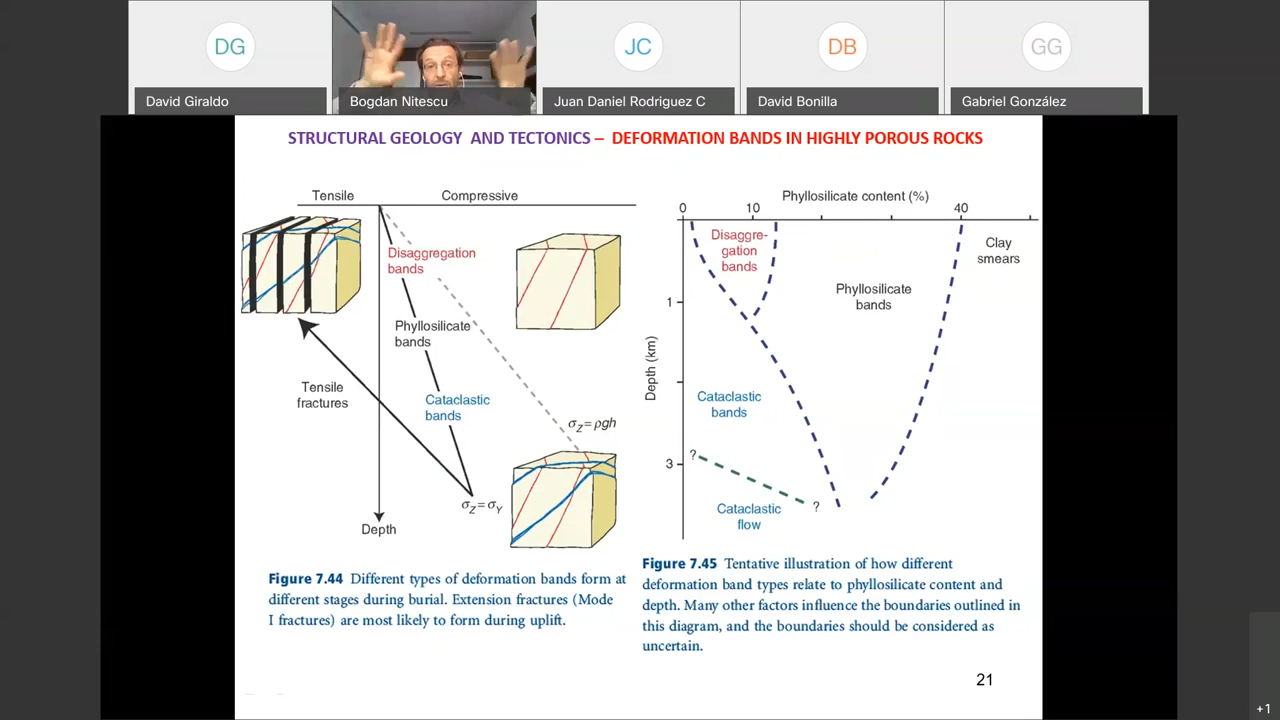 DG
JC
DB
GG
David Giraldo
Bogdan Nitescu
Juan Daniel Rodriguez C
David Bonilla
Gabriel González
STRUCTURAL GEOLOGY AND TECTONICS – DEFORMATION BANDS IN HIGHLY POROUS ROCKS
Tensile
Compressive
Disaggregation
bands
Phyllosilicate
bands
Tensile
fractures
Cataclastic
bands
σZ=ρgh
σZ=σY
Depth
Figure 7.44 Different types of deformation bands form at
different stages during burial. Extension fractures (Mode
I fractures) are most likely to form during uplift.
Phyllosilicate content (%)
0
10
40
Disaggre-
gation
bands
Clay
smears
Phyllosilicate
bands
1
Depth (km)
Cataclastic
bands
3
?
?
Cataclastic
flow
Figure 7.45 Tentative illustration of how different
deformation band types relate to phyllosilicate content and
depth. Many other factors influence the boundaries outlined in
this diagram, and the boundaries should be considered as
uncertain.
21
+1